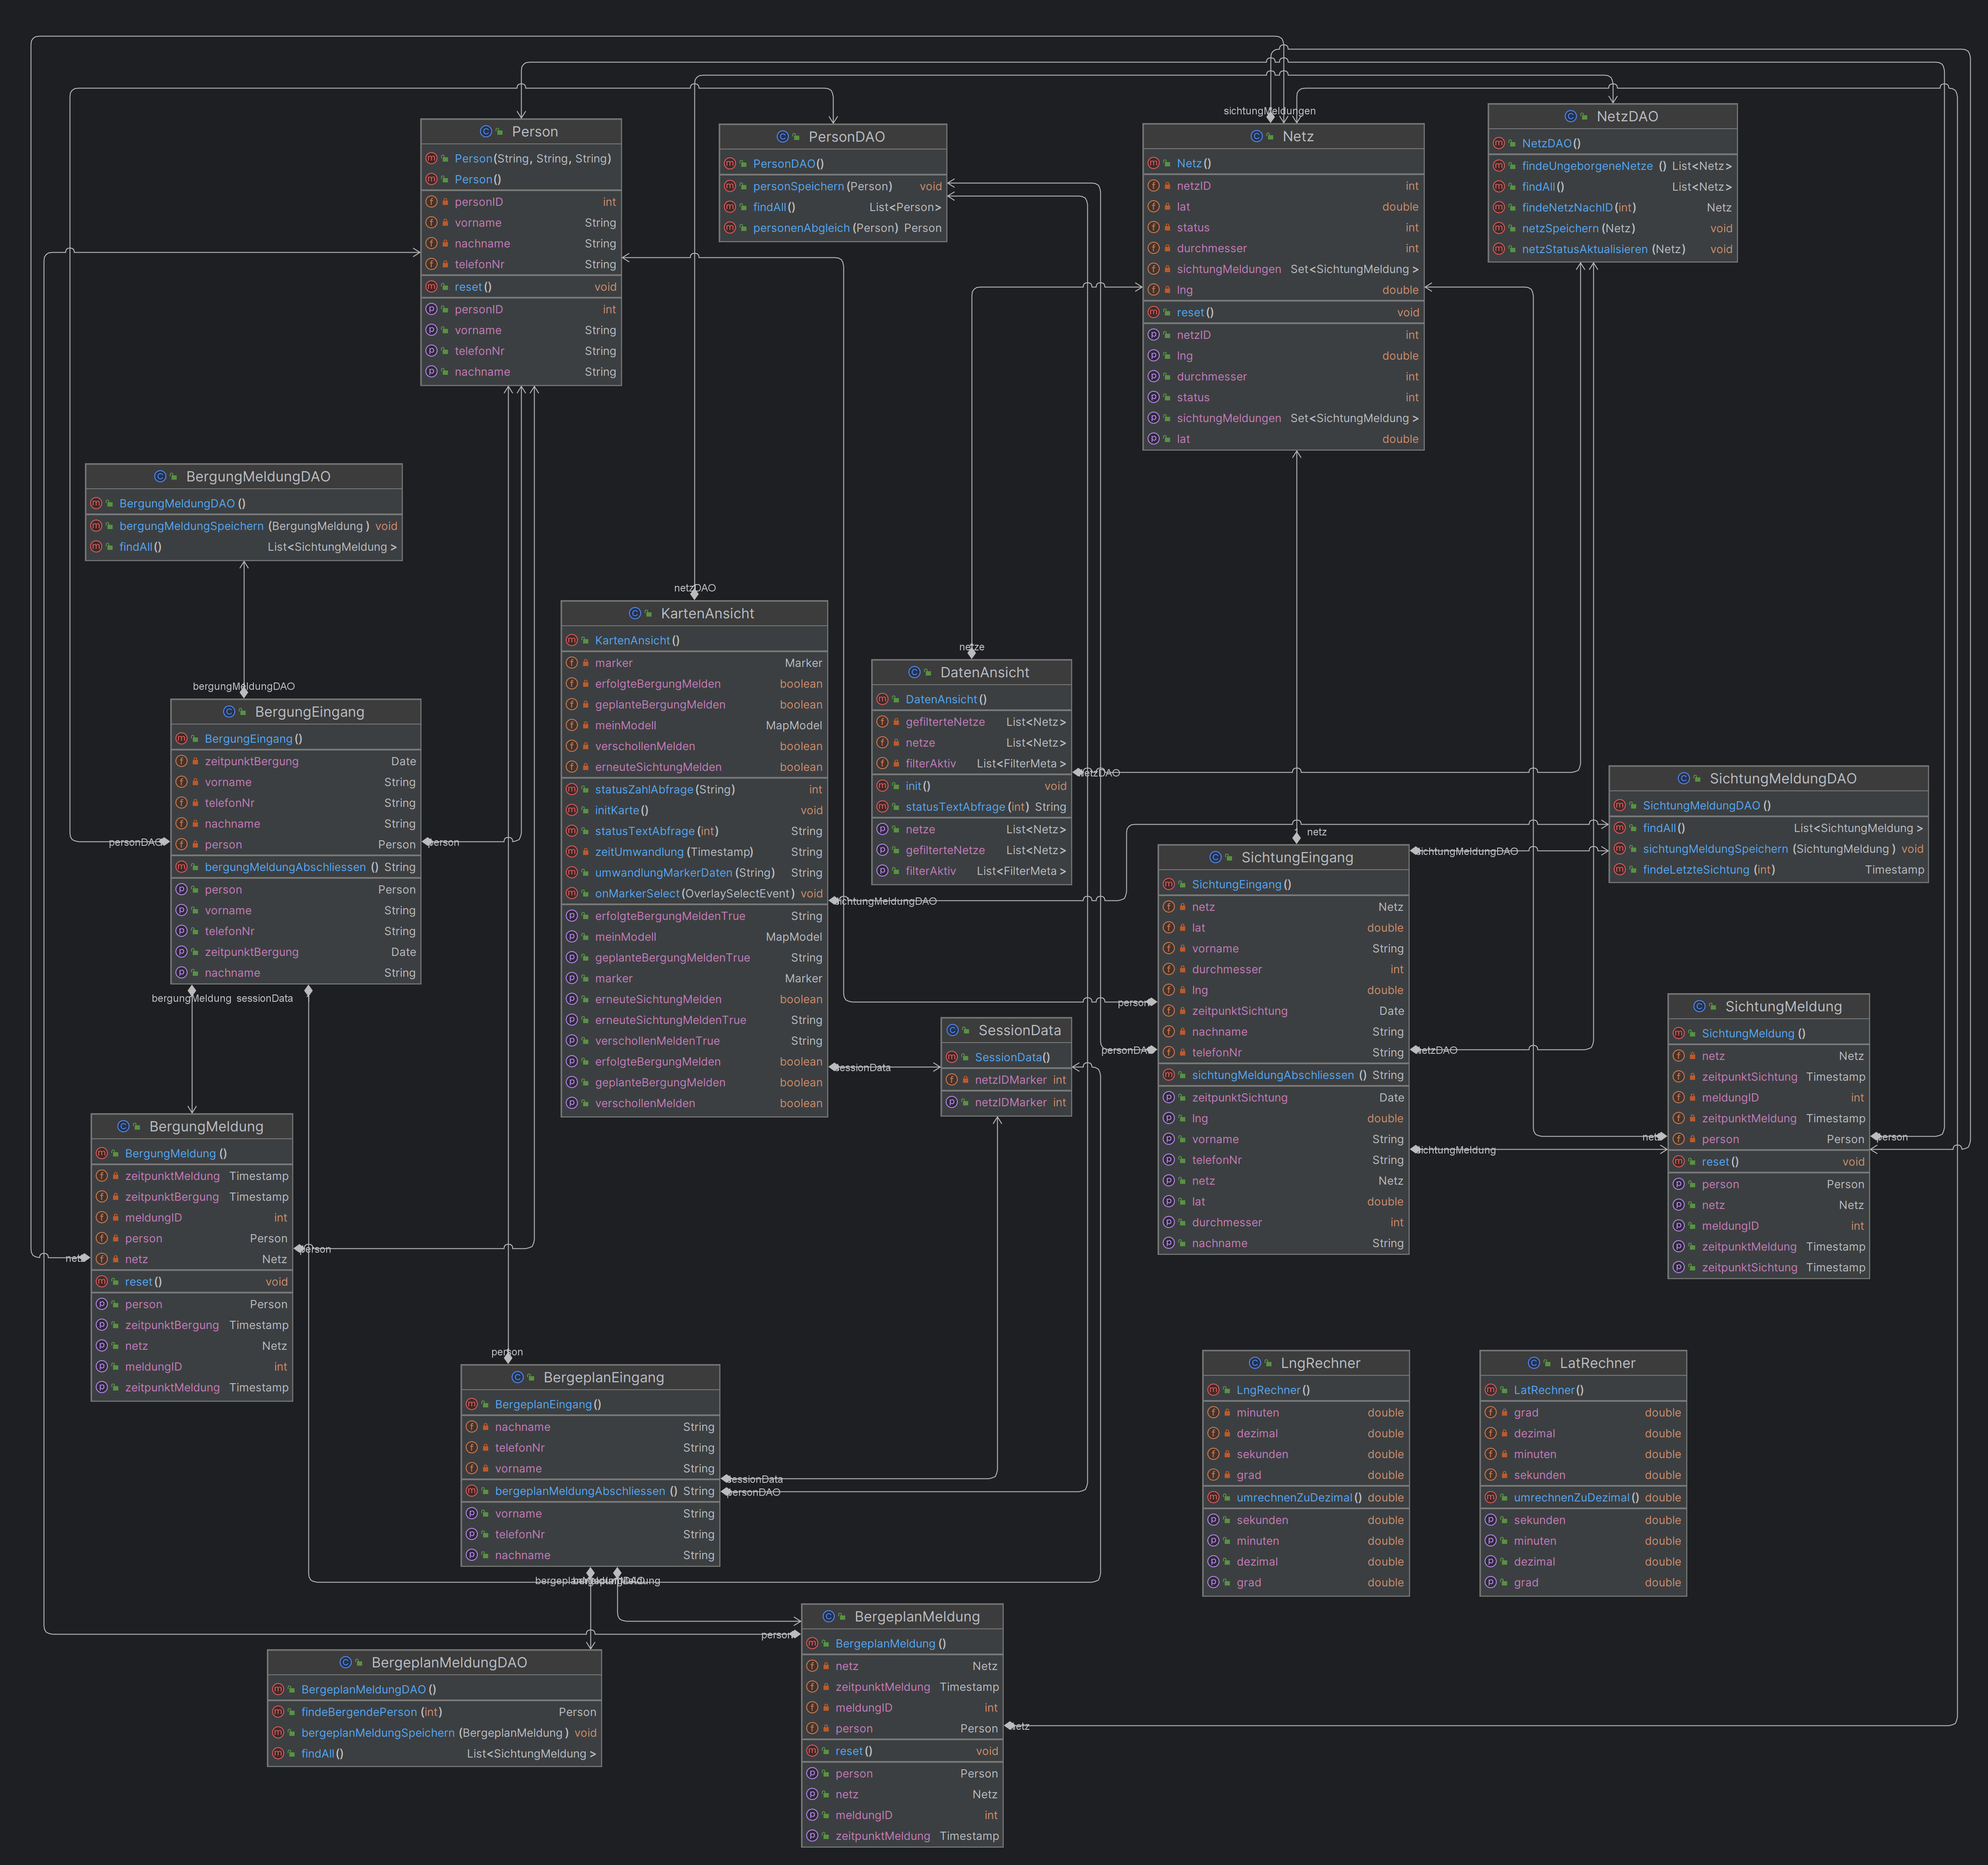 sichtungMeldungen
Person
Person(String, String, String)
Person()
personID int
vorname String
nachname String
telefonNr String
reset() void
personID int
vorname String
telefonNr String
nachname String
PersonDAO
PersonDAO()
personSpeichern(Person) void
findAll() List<Person>
personenAbgleich(Person) Person
Netz
Netz()
netzID int
lat double
status int
durchmesser int
sichtungMeldungen Set<SichtungMeldung>
lng double
reset() void
netzID int
lng double
durchmesser int
status int
sichtungMeldungen Set<SichtungMeldung>
lat double
NetzDAO
NetzDAO()
findeUngeborgeneNetze() List<Netz>
findAll() List<Netz>
findeNetzNachID(int) Netz
netzSpeichern(Netz) void
netzStatusAktualisieren(Netz) void
BergungMeldungDAO
BergungMeldungDAO()
bergungMeldungSpeichern(BergungMeldung) void
findAll() List<SichtungMeldung>
bergungMeldungDAO
BergungEingang
BergungEingang()
zeitpunktBergung Date
vorname String
telefonNr String
nachname String
person Person
bergungMeldungAbschliessen() String
person Person
vorname String
telefonNr String
zeitpunktBergung Date
nachname String
personDAO
person
bergungMeldung sessionData
netzDAO
KartenAnsicht
KartenAnsicht()
marker Marker
erfolgteBergungMelden boolean
geplanteBergungMelden boolean
meinModell MapModel
verschollenMelden boolean
erneuteSichtungMelden boolean
statusZahlAbfrage(String) int
initKarte() void
statusTextAbfrage(int) String
zeitUmwandlung(Timestamp) String
umwandlungMarkerDaten(String) String
onMarkerSelect(OverlaySelectEvent) void
erfolgteBergungMeldenTrue String
meinModell MapModel
geplanteBergungMeldenTrue String
marker Marker
erneuteSichtungMelden boolean
erneuteSichtungMeldenTrue String
verschollenMeldenTrue String
erfolgteBergungMelden boolean
geplanteBergungMelden boolean
verschollenMelden boolean
sichtungMeldungDAO
sessionData
netze
DatenAnsicht
DatenAnsicht()
gefilterteNetze List<Netz>
netze List<Netz>
filterAktiv List<FilterMeta>
init() void
statusTextAbfrage(int) String
netze List<Netz>
gefilterteNetze List<Netz>
filterAktiv List<FilterMeta>
netzDAO
SessionData
SessionData()
netzIDMarker int
netzIDMarker int
netz
SichtungEingang
SichtungEingang()
netz Netz
lat double
vorname String
durchmesser int
lng double
zeitpunktSichtung Date
nachname String
telefonNr String
sichtungMeldungAbschliessen() String
zeitpunktSichtung Date
lng double
vorname String
telefonNr String
netz Netz
lat double
durchmesser int
nachname String
person
personDAO
sichtungMeldungDAO
netzDAO
sichtungMeldung
SichtungMeldungDAO
SichtungMeldungDAO()
findAll() List<SichtungMeldung>
sichtungMeldungSpeichern(SichtungMeldung) void
findeLetzteSichtung(int) Timestamp
SichtungMeldung
SichtungMeldung()
netz Netz
zeitpunktSichtung Timestamp
meldungID int
zeitpunktMeldung Timestamp
person Person
reset() void
person Person
netz Netz
meldungID int
zeitpunktMeldung Timestamp
zeitpunktSichtung Timestamp
netz
person
BergungMeldung
BergungMeldung()
zeitpunktMeldung Timestamp
zeitpunktBergung Timestamp
meldungID int
person Person
netz Netz
reset() void
person Person
zeitpunktBergung Timestamp
netz Netz
meldungID int
zeitpunktMeldung Timestamp
netz
person
person
BergeplanEingang
BergeplanEingang()
nachname String
telefonNr String
vorname String
bergeplanMeldungAbschliessen() String
vorname String
telefonNr String
nachname String
sessionData
personDAO
LngRechner
LngRechner()
minuten double
dezimal double
sekunden double
grad double
umrechnenZuDezimal() double
sekunden double
minuten double
dezimal double
grad double
LatRechner
LatRechner()
grad double
dezimal double
minuten double
sekunden double
umrechnenZuDezimal() double
sekunden double
minuten double
dezimal double
grad double
BergeplanMeldungDAO
BergeplanMeldungDAO()
findeBergendePerson(int) Person
bergeplanMeldungSpeichern(BergeplanMeldung) void
findAll() List<SichtungMeldung>
person
BergeplanMeldung
BergeplanMeldung()
netz Netz
zeitpunktMeldung Timestamp
meldungID int
person Person
reset() void
person Person
netz Netz
meldungID int
zeitpunktMeldung Timestamp
netz